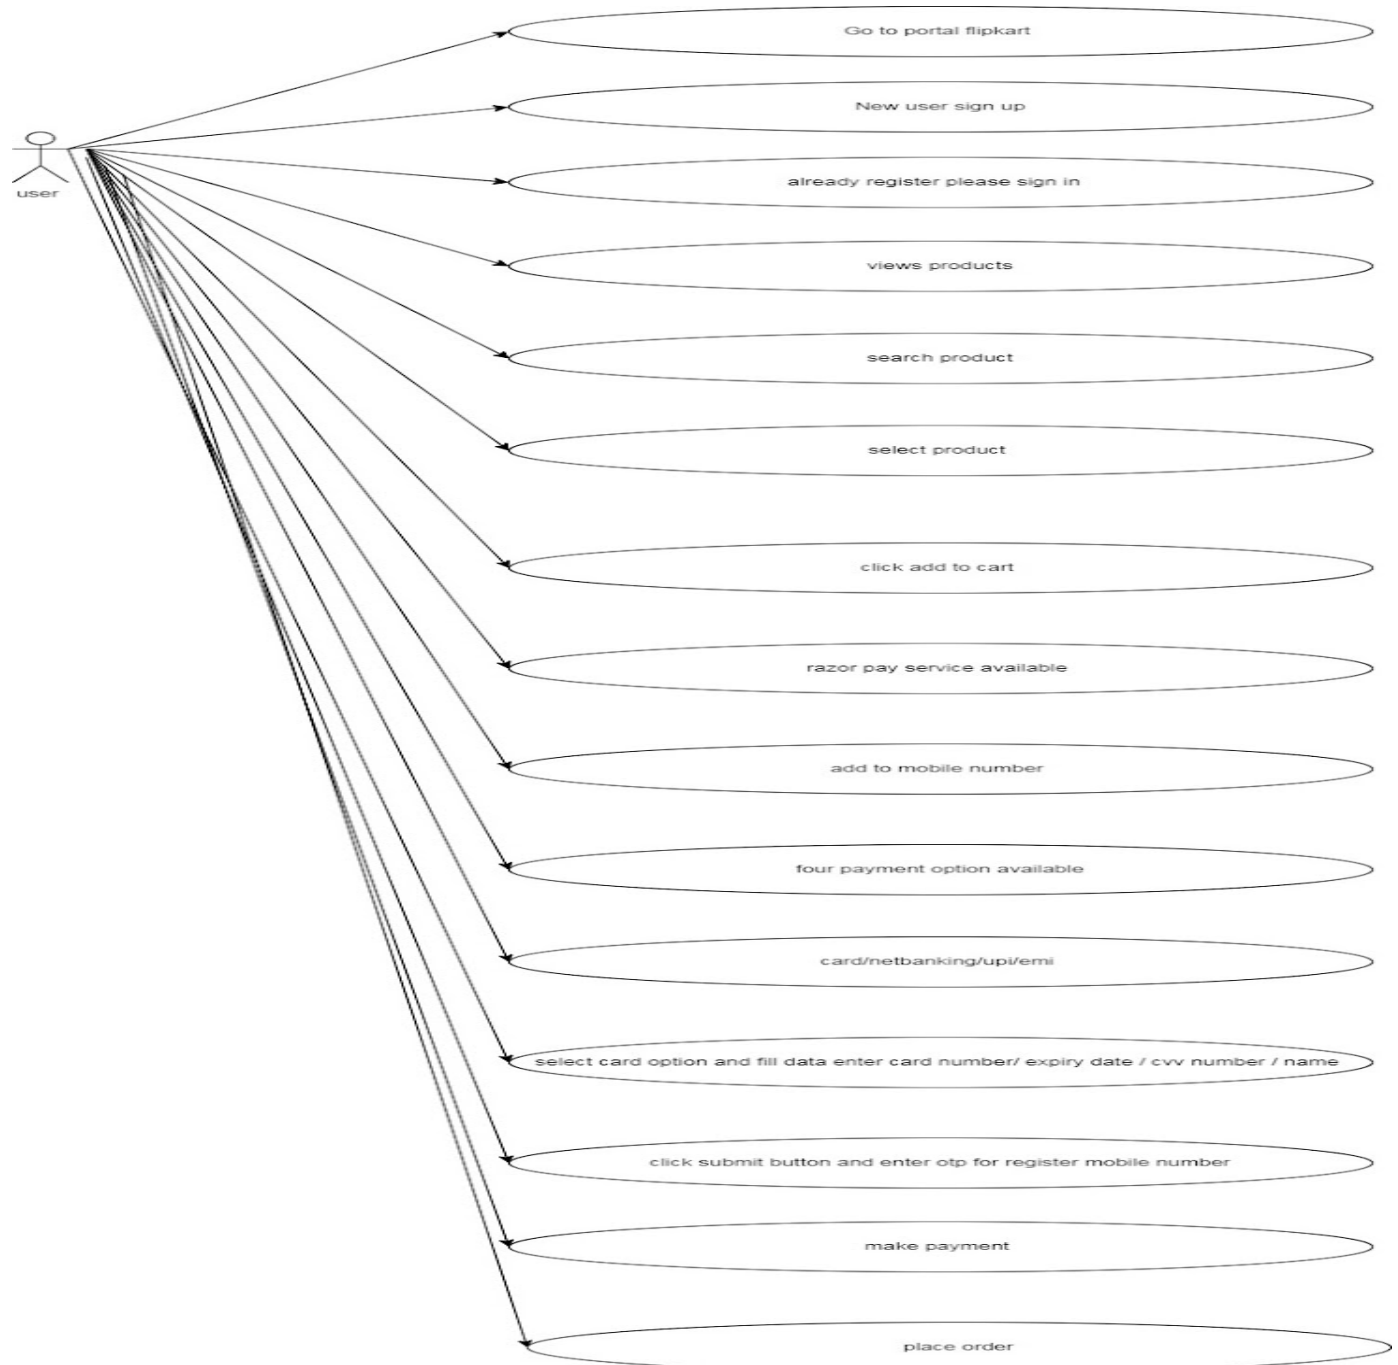 Go to portal flipkart
New user sign up
user
already register please sign in
views products
search product
select product
click add to cart
razor pay service available
add to mobile number
four payment option available
card/netbanking/upi/emi
select card option and fill data enter card number/ expiry date / cvv number / name
click submit button and enter otp for register mobile number
make payment
place order